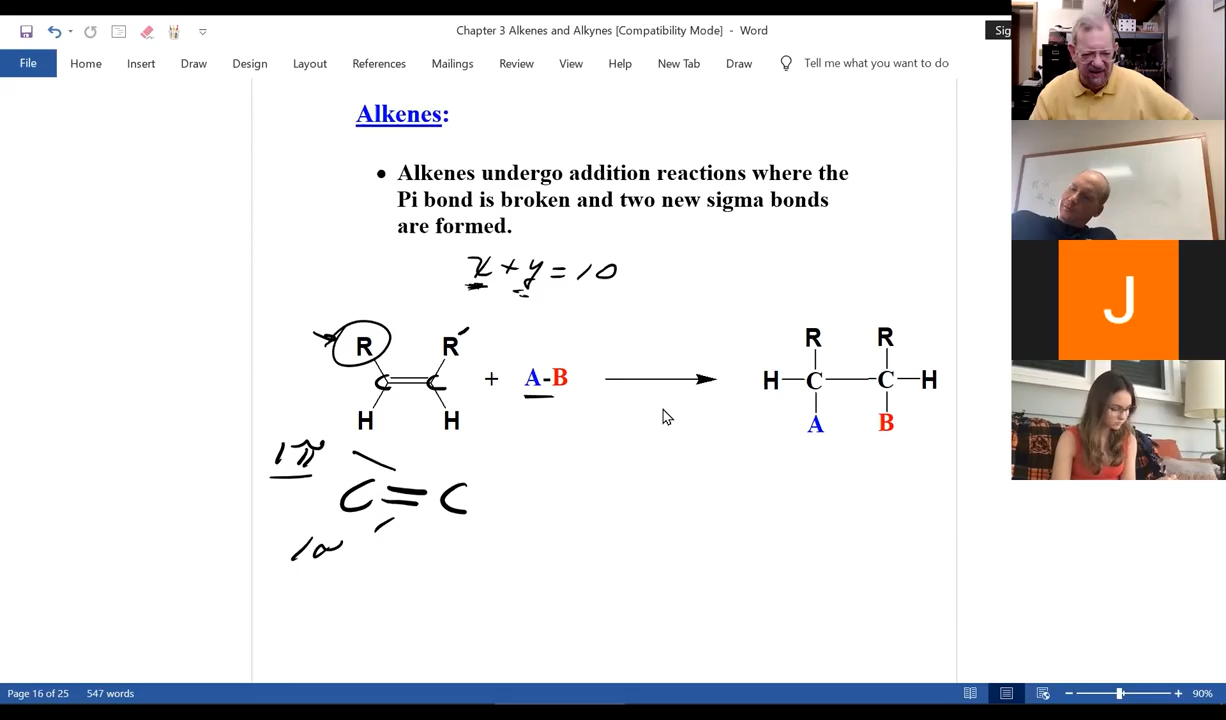 Chapter 3 Alkenes and Alkynes [Compatibility Mode] - Word
Sig
File Home Insert Draw Design Layout References Mailings Review View Help New Tab Draw Tell me what you want to do
Alkenes:
• Alkenes undergo addition reactions where the
Pi bond is broken and two new sigma bonds
are formed.
x + y = 10
R R′ R R
C C + A-B H C C H
H H A B
1π
C = C
1σ
J
Page 16 of 25 547 words 90%